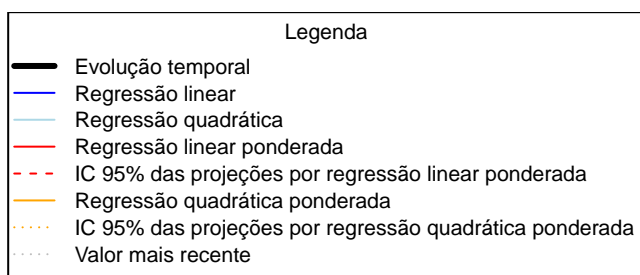 Legenda
Evolução temporal
Regressão linear
Regressão quadrática
Regressão linear ponderada
IC 95% das projeções por regressão linear ponderada
Regressão quadrática ponderada
IC 95% das projeções por regressão quadrática ponderada
Valor mais recente